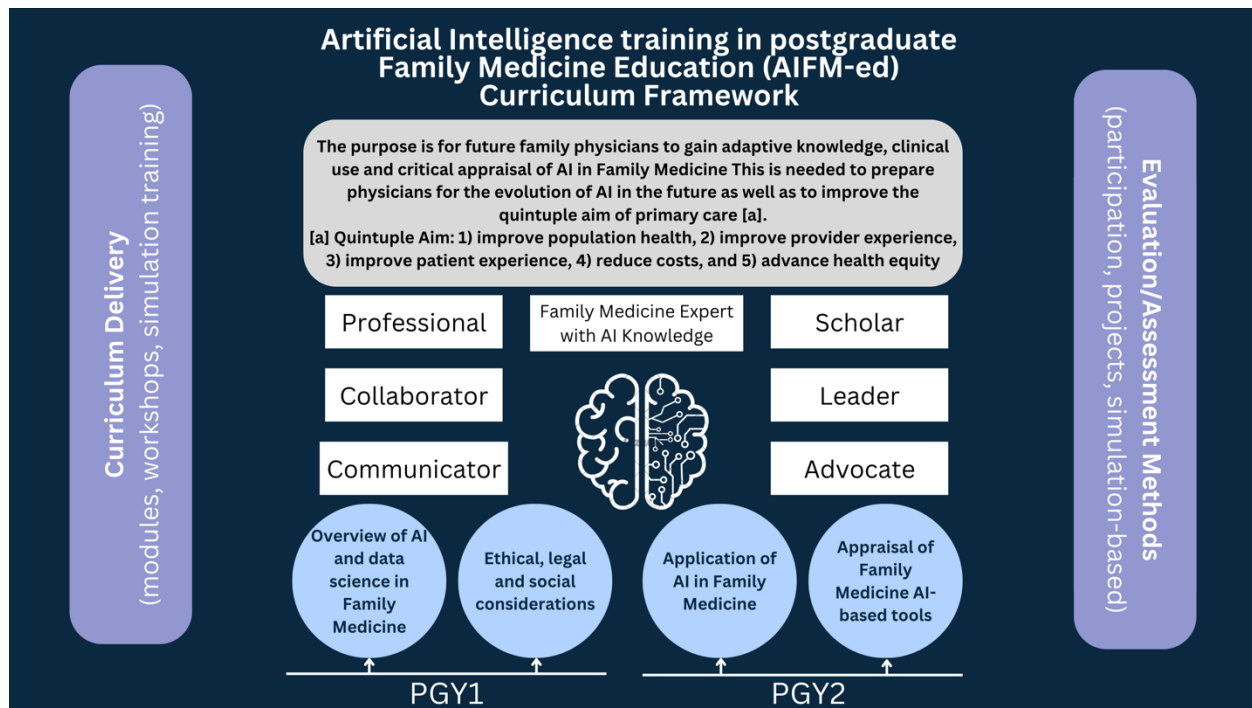 Artificial Intelligence training in postgraduate
Family Medicine Education (AIFM-ed)
Curriculum Framework
Curriculum Delivery
(modules, workshops, simulation training)
The purpose is for future family physicians to gain adaptive knowledge, clinical
use and critical appraisal of AI in Family Medicine This is needed to prepare
physicians for the evolution of AI in the future as well as to improve the
quintuple aim of primary care [a].
[a] Quintuple Aim: 1) improve population health, 2) improve provider experience,
3) improve patient experience, 4) reduce costs, and 5) advance health equity
Evaluation/Assessment Methods
(participation, projects, simulation-based)
Professional
Family Medicine Expert
with AI Knowledge
Scholar
Collaborator
Leader
Communicator
Advocate
Overview of AI
and data
science in
Family
Medicine
Ethical, legal
and social
considerations
Application of
AI in Family
Medicine
Appraisal of
Family
Medicine AI-
based tools
PGY1
PGY2